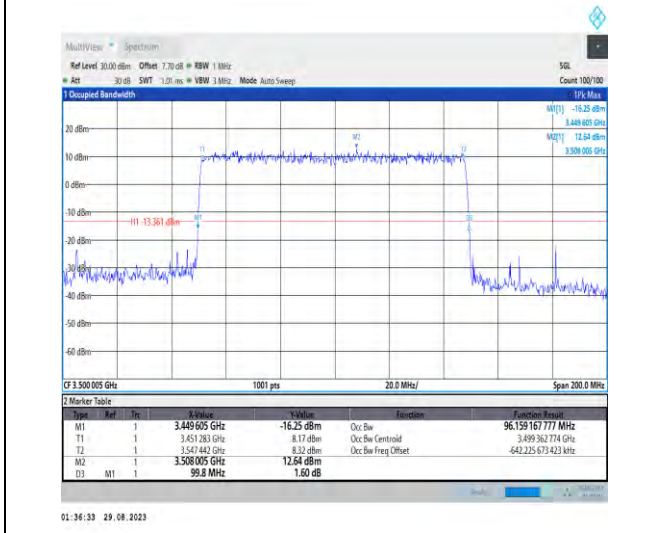 MultiView Spectrum
Ref Level 30.00 dBm Offset 7.70 dB RBW 1 MHz SGL
Att 30 dB SWT 1.01 ms VBW 3 MHz Mode Auto Sweep Count 100/100
1 Occupied Bandwidth 1Pk Max
M1[1] -16.25 dBm
3.449 605 GHz
M2[1] 12.64 dBm
3.508 005 GHz
20 dBm
10 dBm
0 dBm
-10 dBm
H1 -13.361 dBm
-20 dBm
-30 dBm
-40 dBm
-50 dBm
-60 dBm
T1 M2 T2
M1 D3
CF 3.500 005 GHz 1001 pts 20.0 MHz/ Span 200.0 MHz
2 Marker Table
Type Ref Trc X-Value Y-Value Function Function Result
M1 1 3.449 605 GHz -16.25 dBm Occ Bw 96.159 167 777 MHz
T1 1 3.451 283 GHz 8.17 dBm Occ Bw Centroid 3.499 362 774 GHz
T2 1 3.547 442 GHz 8.32 dBm Occ Bw Freq Offset -642.225 673 423 kHz
M2 1 3.508 005 GHz 12.64 dBm
D3 M1 1 99.8 MHz 1.60 dB
01:36:33 29.08.2023